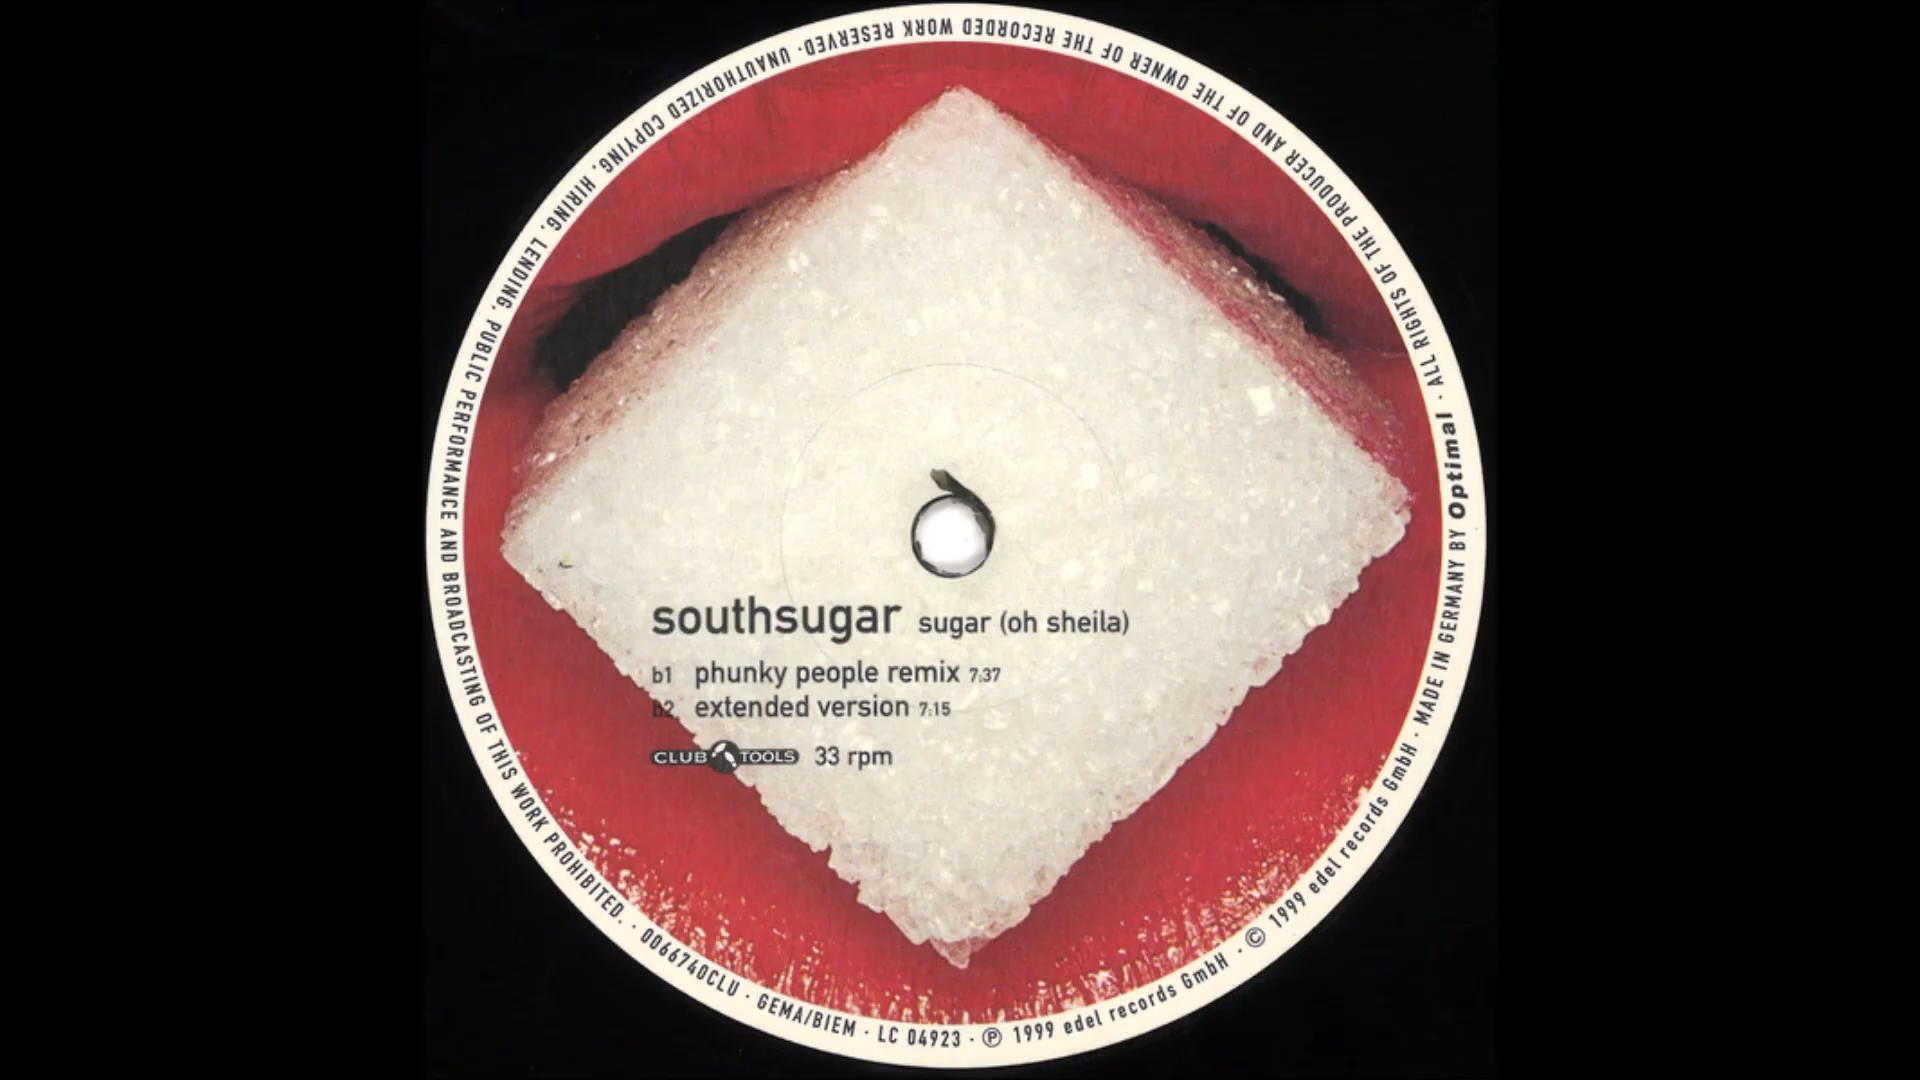 southsugar sugar (oh sheila)
b1 phunky people remix 7:37
b2 extended version 7:15
CLUB TOOLS 33 rpm
MADE IN GERMANY BY Optimal · ALL RIGHTS OF THE PRODUCER AND OF THE OWNER OF THE RECORDED WORK RESERVED · UNAUTHORIZED COPYING, HIRING, LENDING, PUBLIC PERFORMANCE AND BROADCASTING OF THIS WORK PROHIBITED. · 0066740CLU · GEMA/BIEM · LC 04923 · ℗ 1999 edel records GmbH · © 1999 edel records GmbH ·